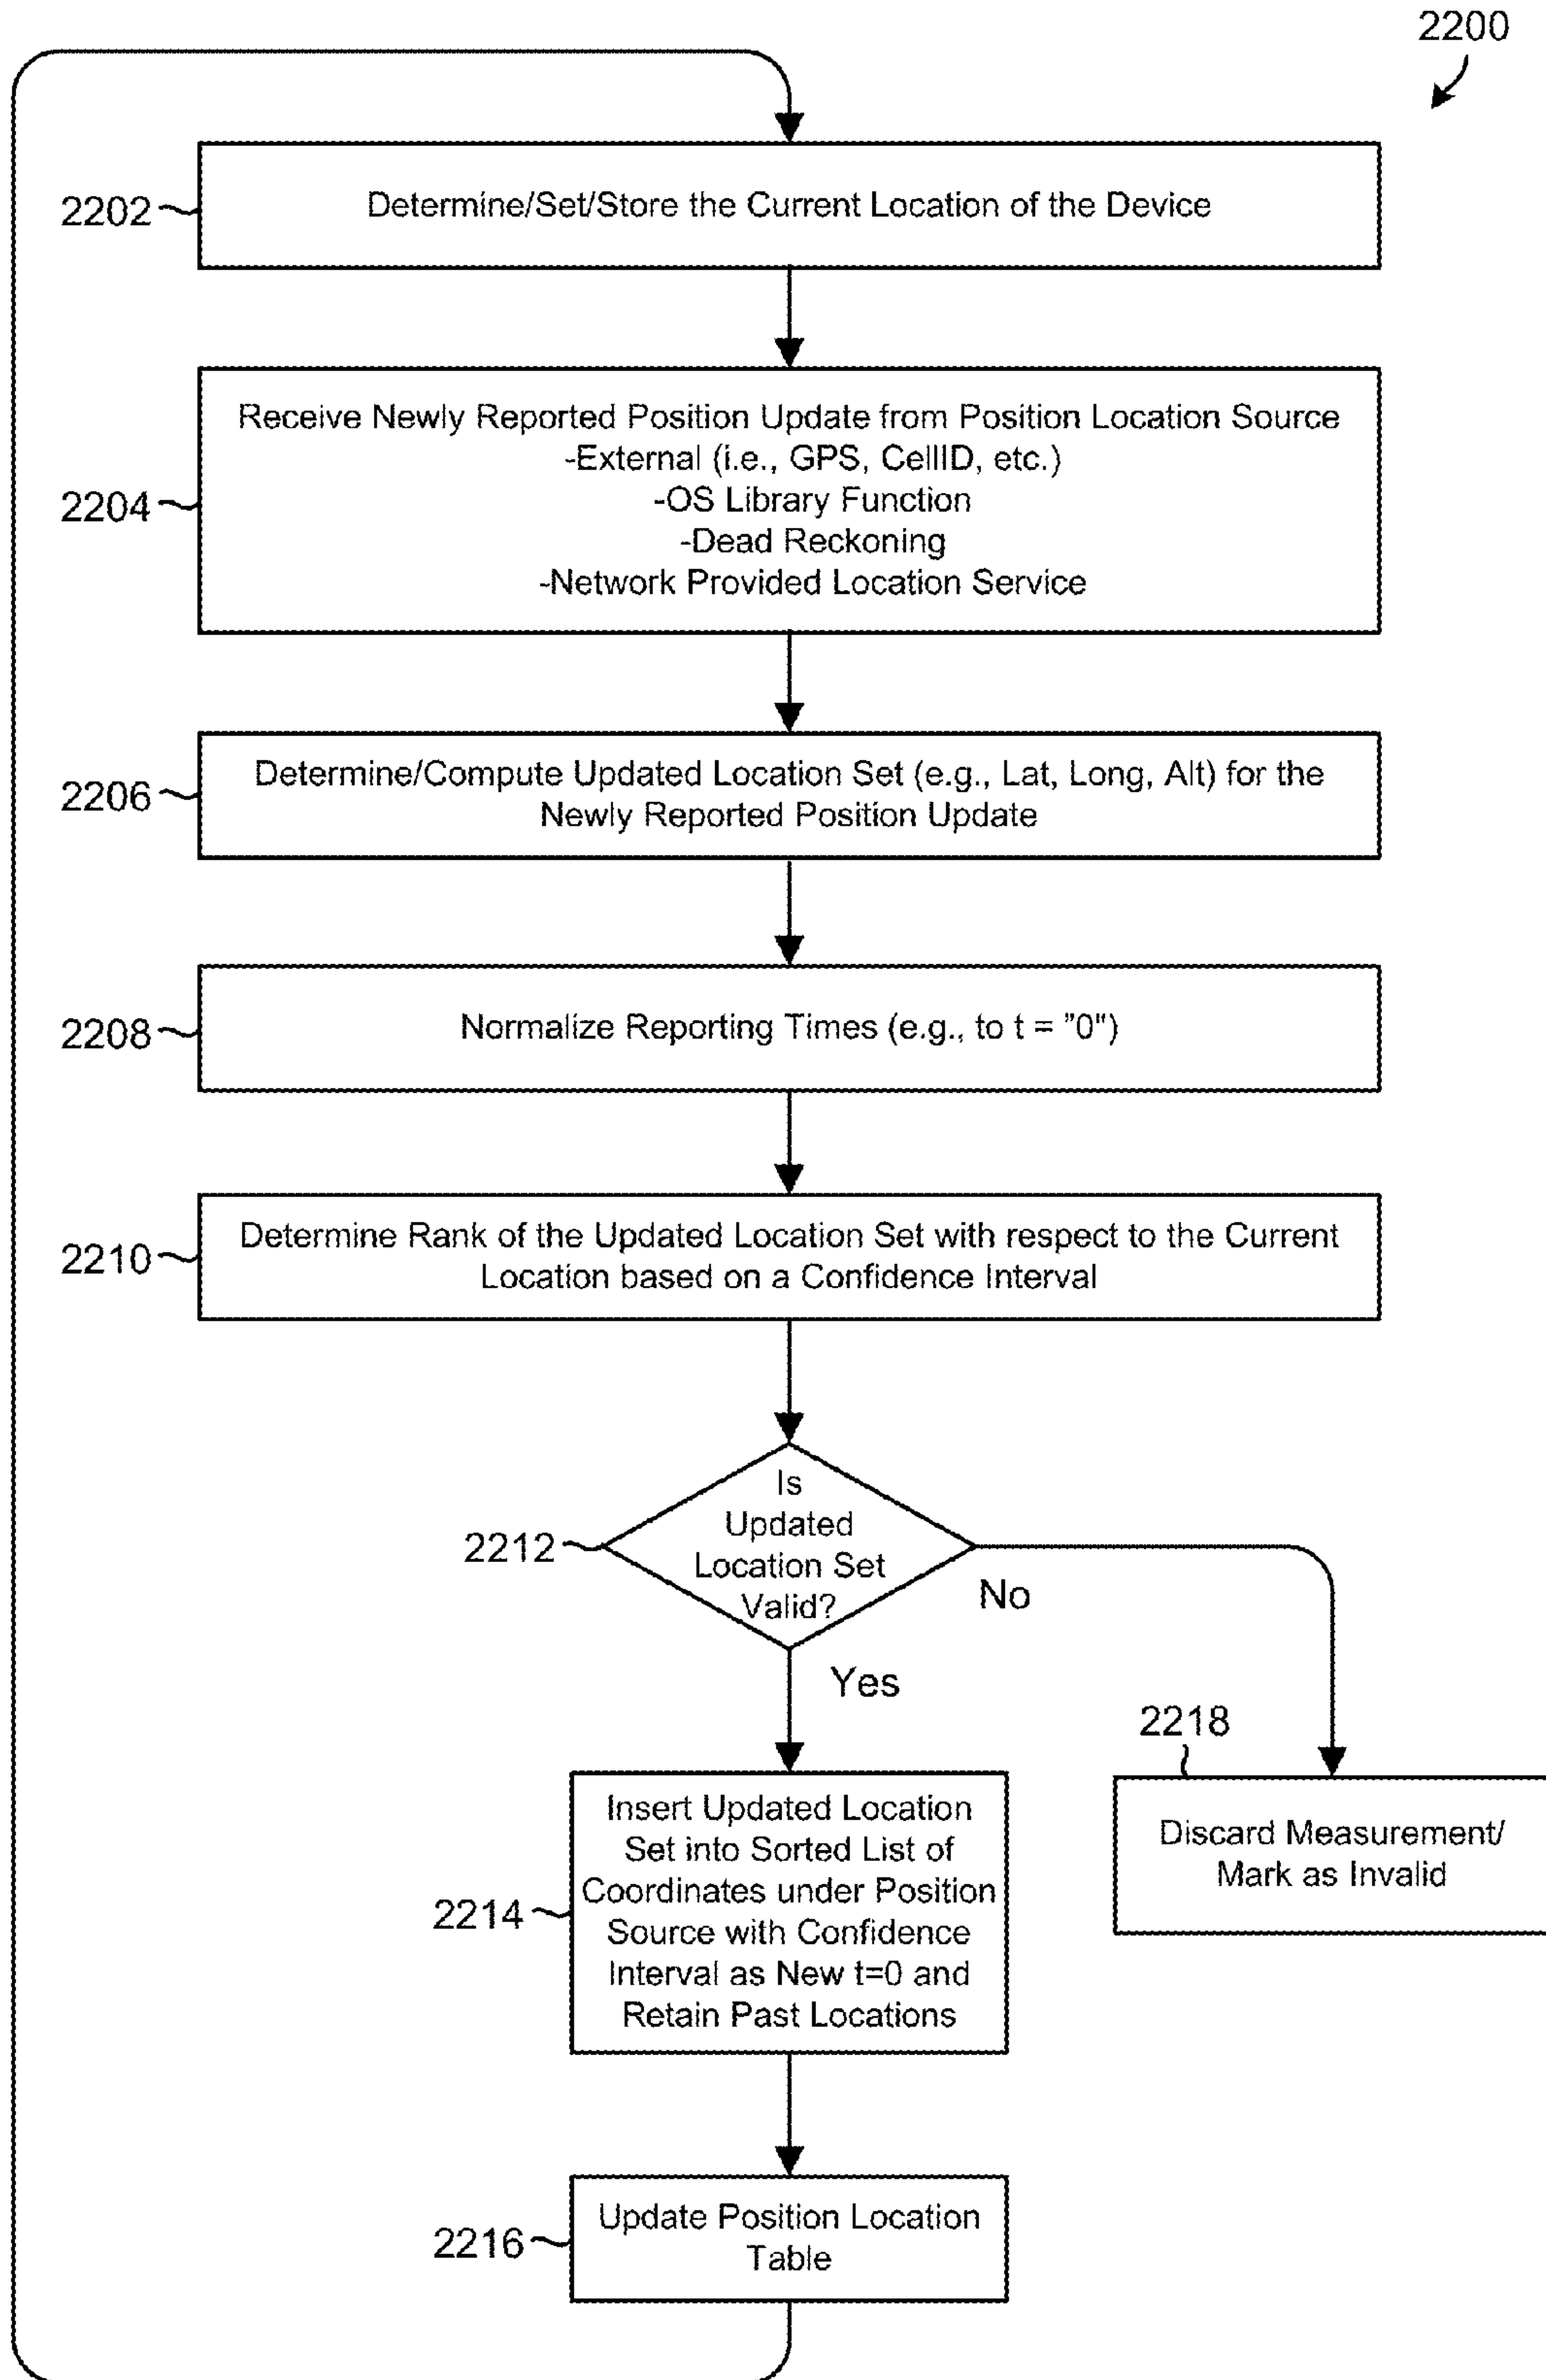 2200
2202
Determine/Set/Store the Current Location of the Device
Receive Newly Reported Position Update from Position Location Source
-External (i.e., GPS, CellID, etc.)
2204
-OS Library Function
-Dead Reckoning
-Network Provided Location Service
2206
Determine/Compute Updated Location Set (e.g., Lat, Long, Alt) for the
Newly Reported Position Update
2208
Normalize Reporting Times (e.g., to t = "0")
2210
Determine Rank of the Updated Location Set with respect to the Current
Location based on a Confidence Interval
2212
Is
Updated
Location Set
Valid?
No
Yes
2218
2214
Insert Updated Location
Set into Sorted List of
Coordinates under Position
Source with Confidence
Interval as New t=0 and
Retain Past Locations
Discard Measurement/
Mark as Invalid
2216
Update Position Location
Table